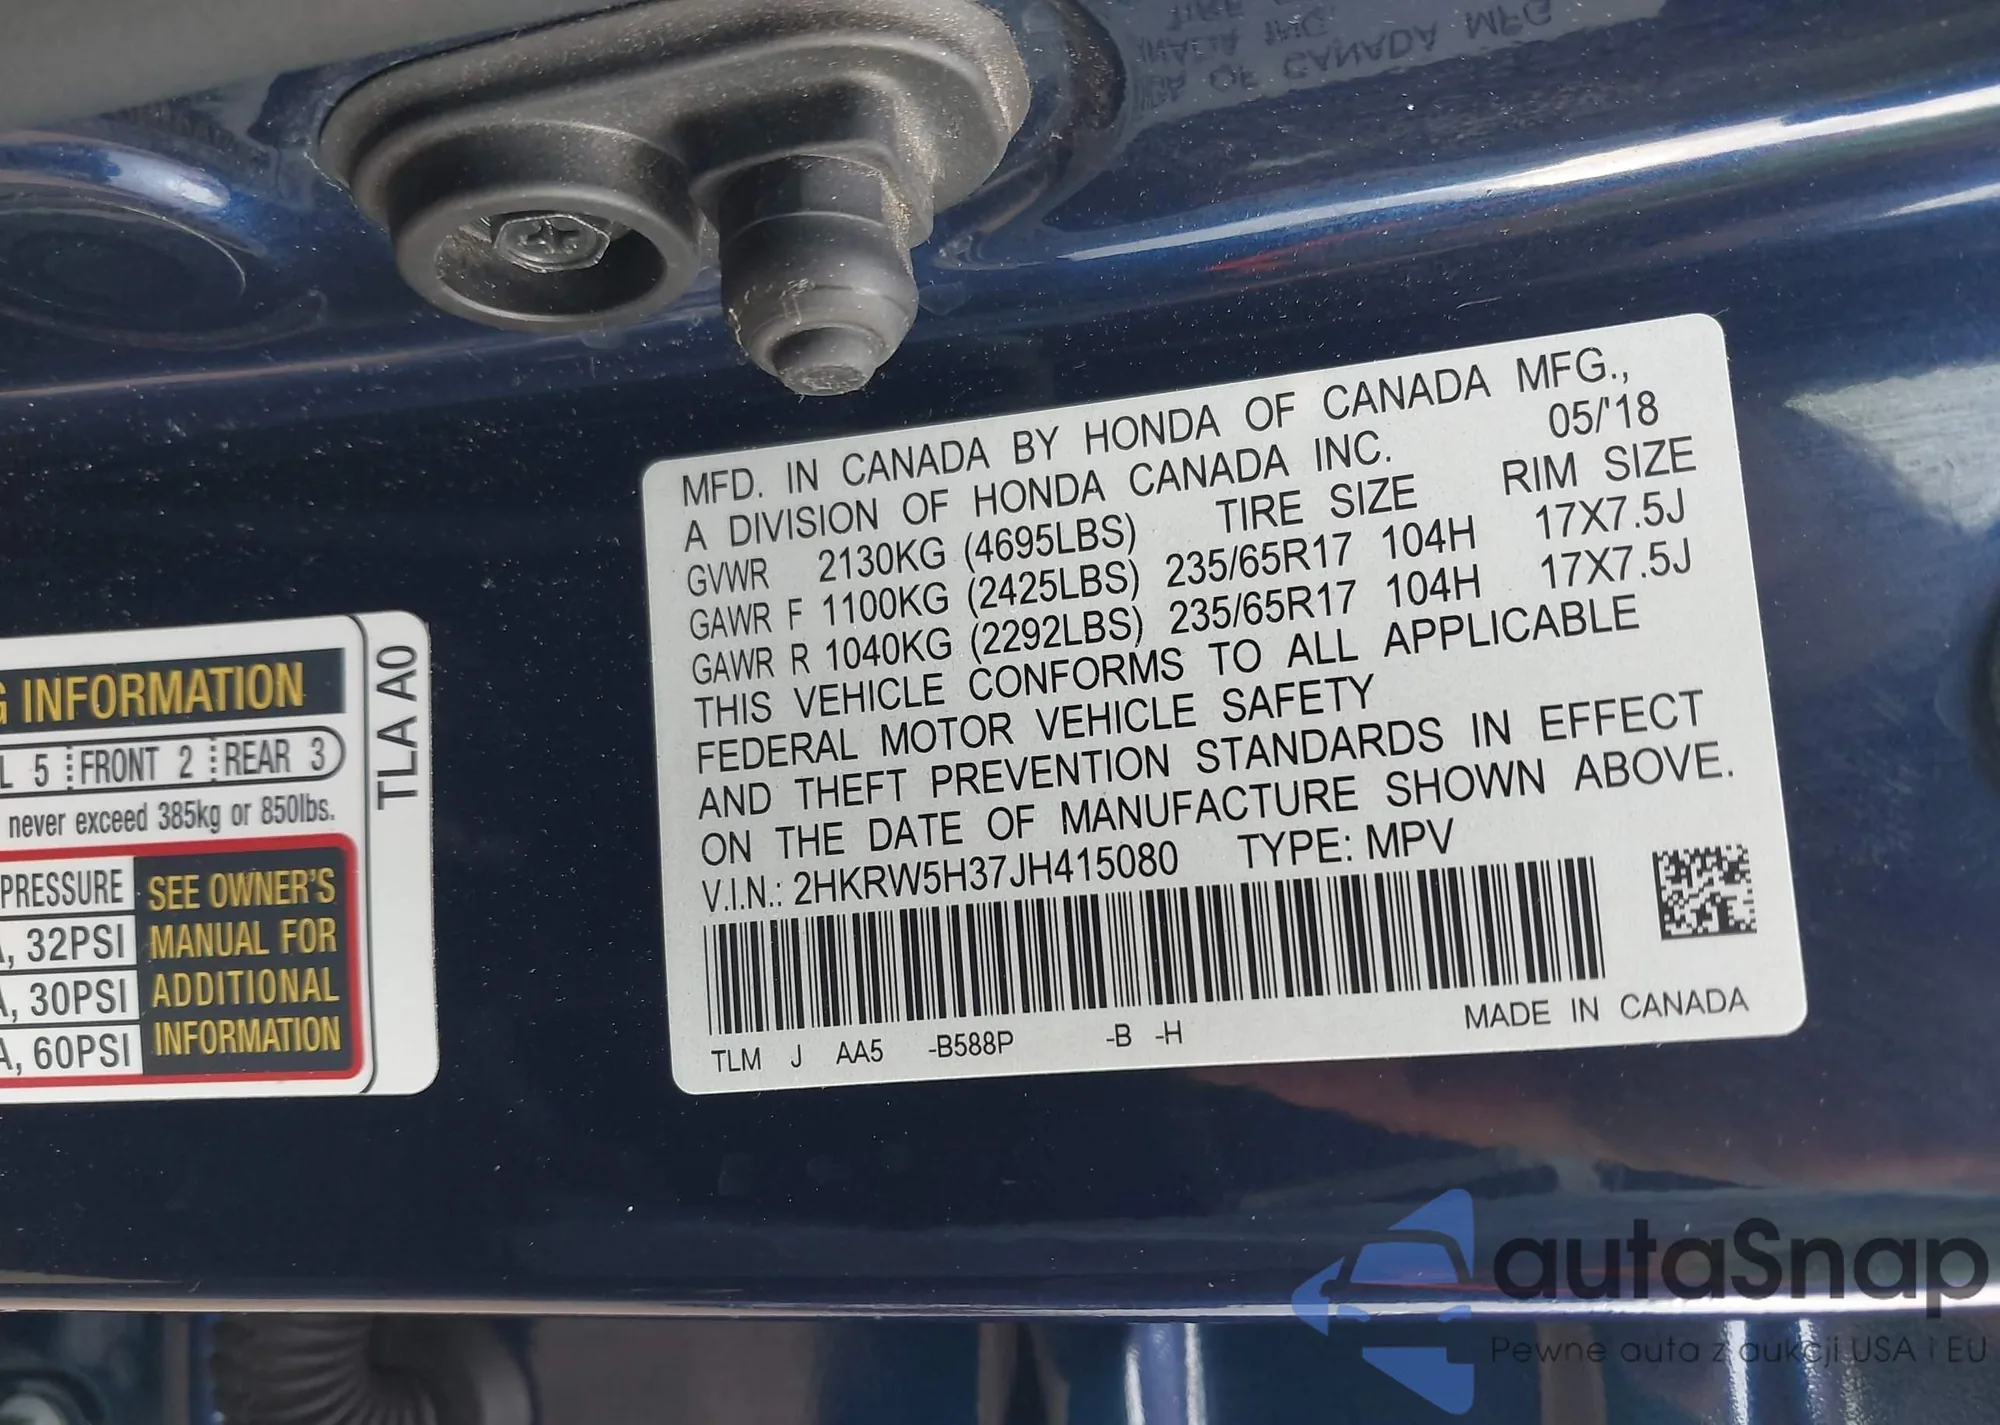 MFD. IN CANADA BY HONDA OF CANADA MFG.,
A DIVISION OF HONDA CANADA INC. 05/'18
GVWR 2130KG (4695LBS) TIRE SIZE RIM SIZE
GAWR F 1100KG (2425LBS) 235/65R17 104H 17X7.5J
GAWR R 1040KG (2292LBS) 235/65R17 104H 17X7.5J
THIS VEHICLE CONFORMS TO ALL APPLICABLE
FEDERAL MOTOR VEHICLE SAFETY
AND THEFT PREVENTION STANDARDS IN EFFECT
ON THE DATE OF MANUFACTURE SHOWN ABOVE.
V.I.N.: 2HKRW5H37JH415080 TYPE: MPV
TLM J AA5 -B588P -B -H MADE IN CANADA
G INFORMATION
L 5 FRONT 2 REAR 3
never exceed 385kg or 850lbs.
PRESSURE
A, 32PSI
A, 30PSI
A, 60PSI
SEE OWNER'S
MANUAL FOR
ADDITIONAL
INFORMATION
TLA A0
autaSnap
Pewne auta z aukcji USA i EU